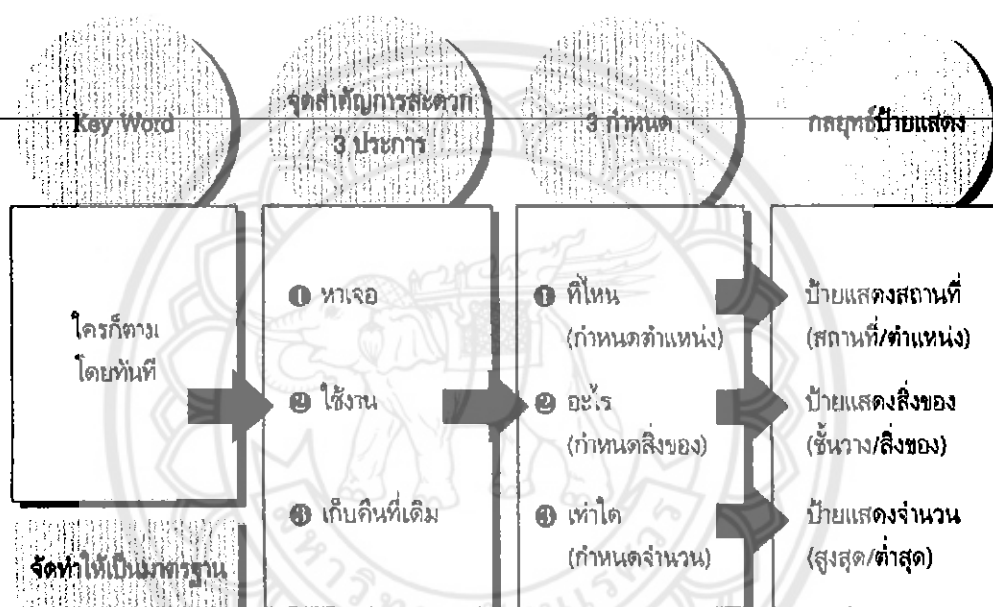 Key Word
จุดสำคัญการสะดวก
3 ประการ
3 กำหนด
กลยุทธ์ป้ายแสดง
ใครก็ตาม
โดยทันที
จัดทำให้เป็นมาตรฐาน
❶ หาเจอ
❷ ใช้งาน
❸ เก็บคืนที่เดิม
❶ ที่ไหน
(กำหนดตำแหน่ง)
❷ อะไร
(กำหนดสิ่งของ)
❸ เท่าใด
(กำหนดจำนวน)
ป้ายแสดงสถานที่
(สถานที่/ตำแหน่ง)
ป้ายแสดงสิ่งของ
(ชั้นวาง/สิ่งของ)
ป้ายแสดงจำนวน
(สูงสุด/ต่ำสุด)